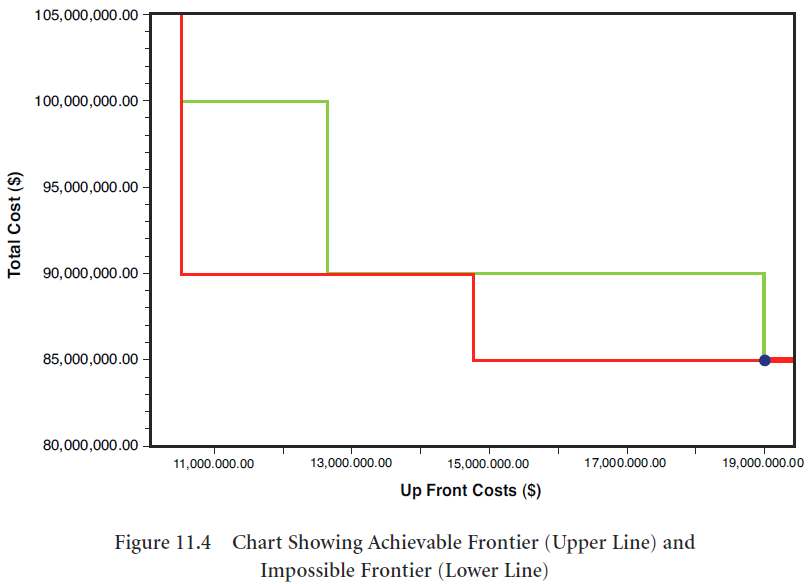 105,000,000.00
100,000,000.00
95,000,000.00
90,000,000.00
85,000,000.00
80,000,000.00
Total Cost ($)
11,000.000.00 13,000.000.00 15,000.000.00 17,000.000.00 19,000.000.00
Up Front Costs ($)
Figure 11.4 Chart Showing Achievable Frontier (Upper Line) and
Impossible Frontier (Lower Line)